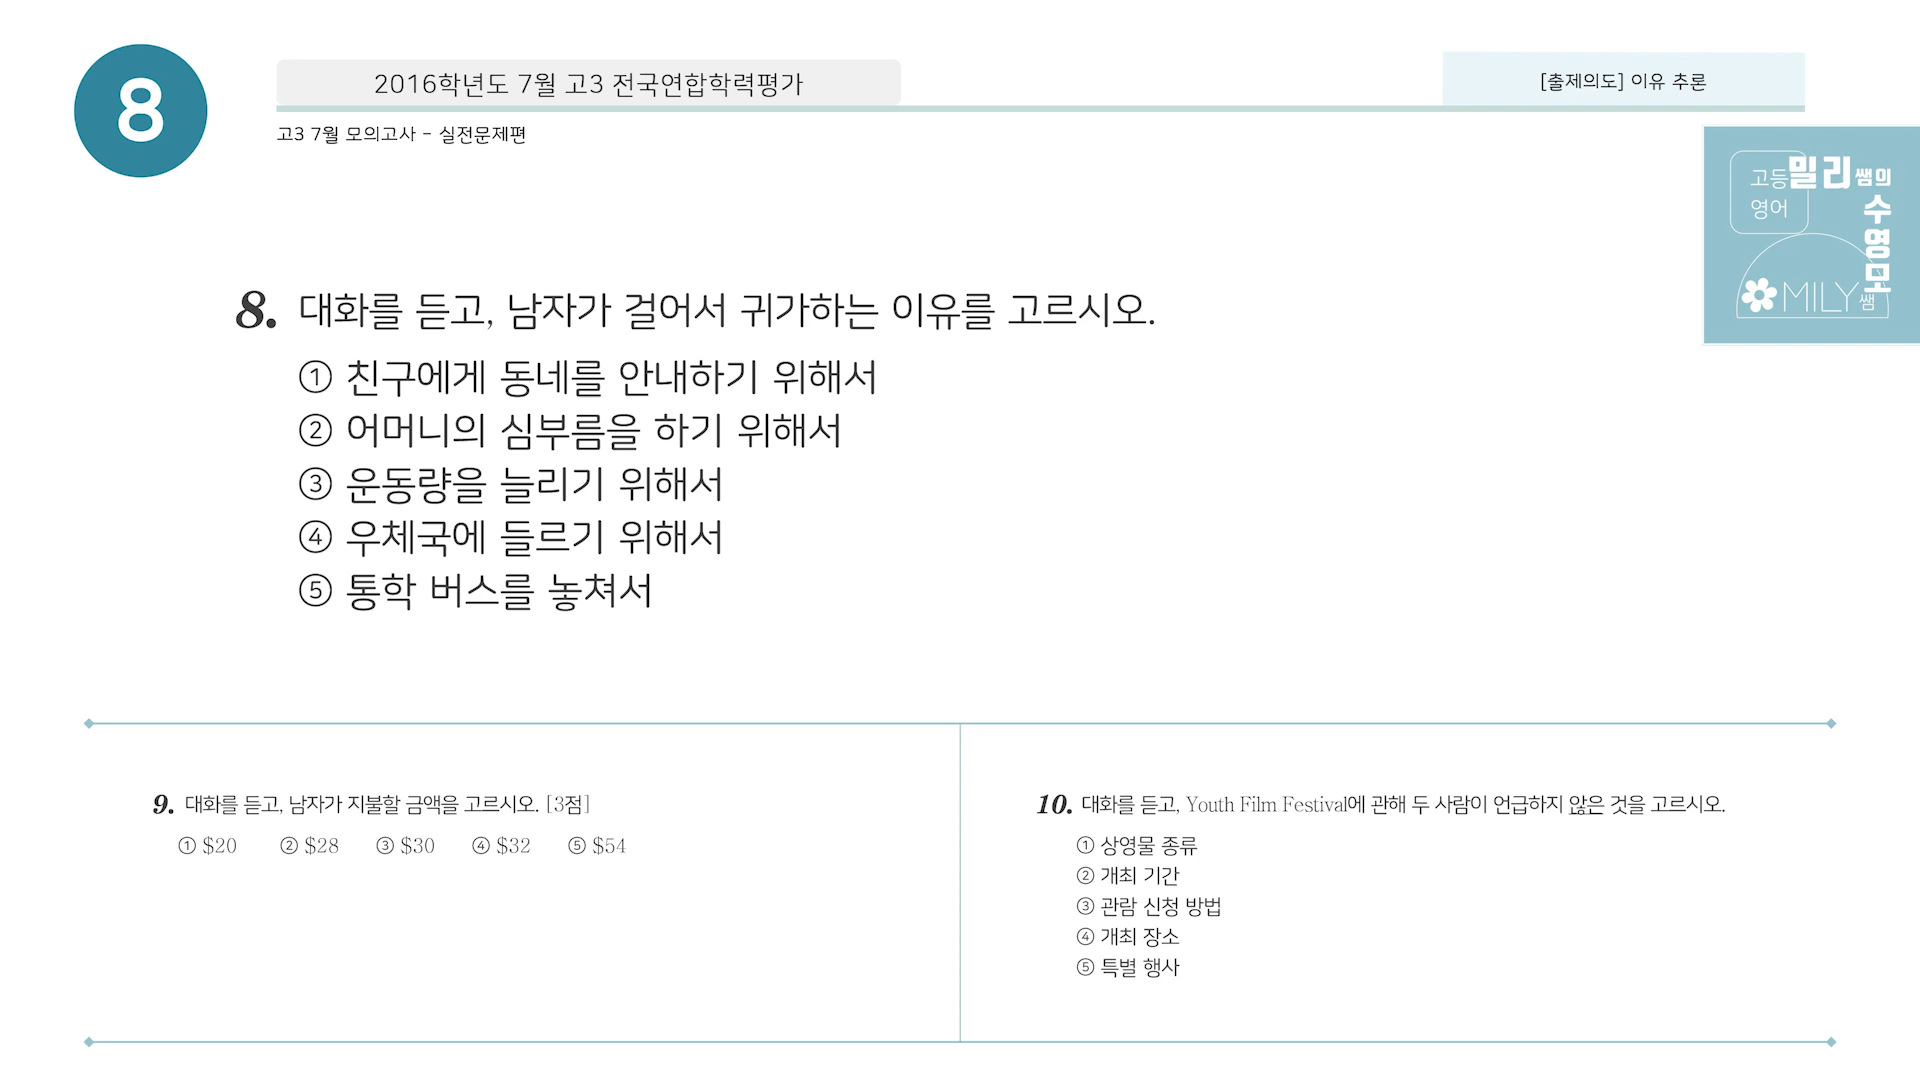 8
2016학년도 7월 고3 전국연합학력평가
[출제의도] 이유 추론
고3 7월 모의고사 - 실전문제편
고등 밀리쌤의
영어 수영모
MILY쌤
8. 대화를 듣고, 남자가 걸어서 귀가하는 이유를 고르시오.
① 친구에게 동네를 안내하기 위해서
② 어머니의 심부름을 하기 위해서
③ 운동량을 늘리기 위해서
④ 우체국에 들르기 위해서
⑤ 통학 버스를 놓쳐서
9. 대화를 듣고, 남자가 지불할 금액을 고르시오. [3점]
① $20 ② $28 ③ $30 ④ $32 ⑤ $54
10. 대화를 듣고, Youth Film Festival에 관해 두 사람이 언급하지 않은 것을 고르시오.
① 상영물 종류
② 개최 기간
③ 관람 신청 방법
④ 개최 장소
⑤ 특별 행사